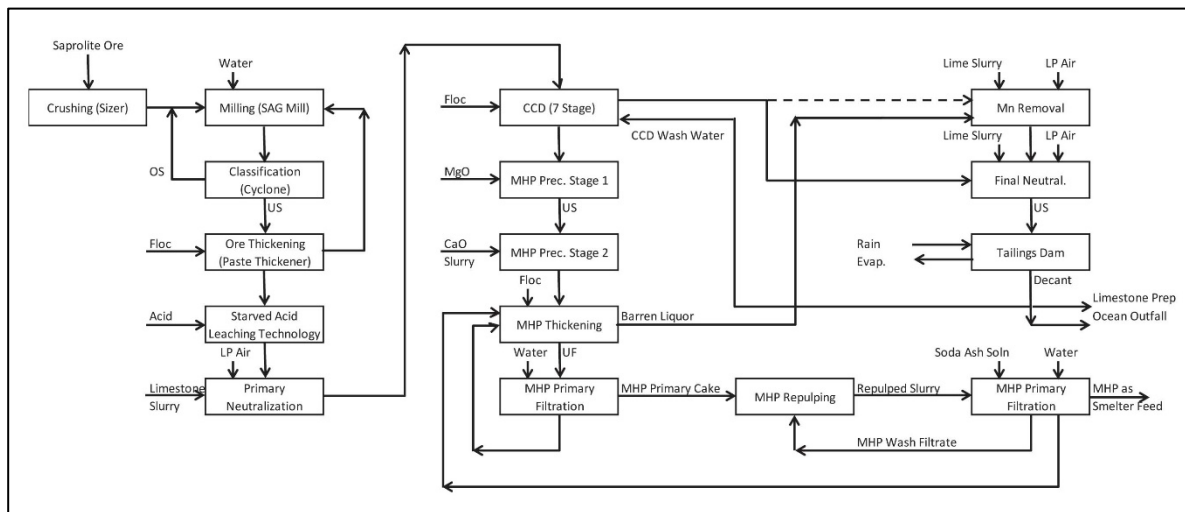 Saprolite Ore
Crushing (Sizer)
Water
Milling (SAG Mill)
OS
Classification
(Cyclone)
US
Floc
Ore Thickening
(Paste Thickener)
Acid
Starved Acid
Leaching Technology
LP Air
Limestone
Slurry
Primary
Neutralization
Floc
CCD (7 Stage)
CCD Wash Water
MgO
MHP Prec. Stage 1
US
CaO
Slurry
MHP Prec. Stage 2
Floc
MHP Thickening
Barren Liquor
Water
UF
MHP Primary
Filtration
MHP Primary Cake
MHP Repulping
Repulped Slurry
MHP Wash Filtrate
Soda Ash Soln
Water
MHP Primary
Filtration
MHP as
Smelter Feed
Lime Slurry
LP Air
Mn Removal
Lime Slurry
LP Air
Final Neutral.
US
Rain
Evap.
Tailings Dam
Decant
Limestone Prep
Ocean Outfall